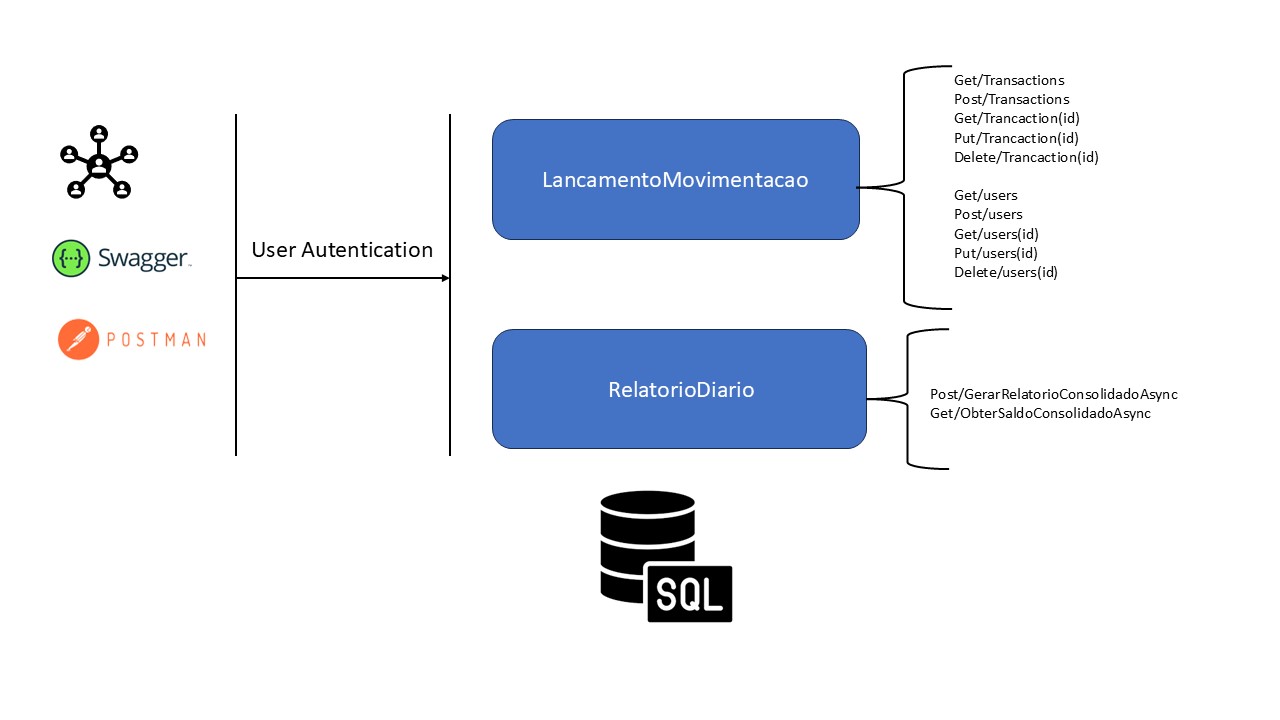 Swagger
POSTMAN
User Autentication
LancamentoMovimentacao
RelatorioDiario
Get/Transactions
Post/Transactions
Get/Trancaction(id)
Put/Trancaction(id)
Delete/Trancaction(id)
Get/users
Post/users
Get/users(id)
Put/users(id)
Delete/users(id)
Post/GerarRelatorioConsolidadoAsync
Get/ObterSaldoConsolidadoAsync
SQL